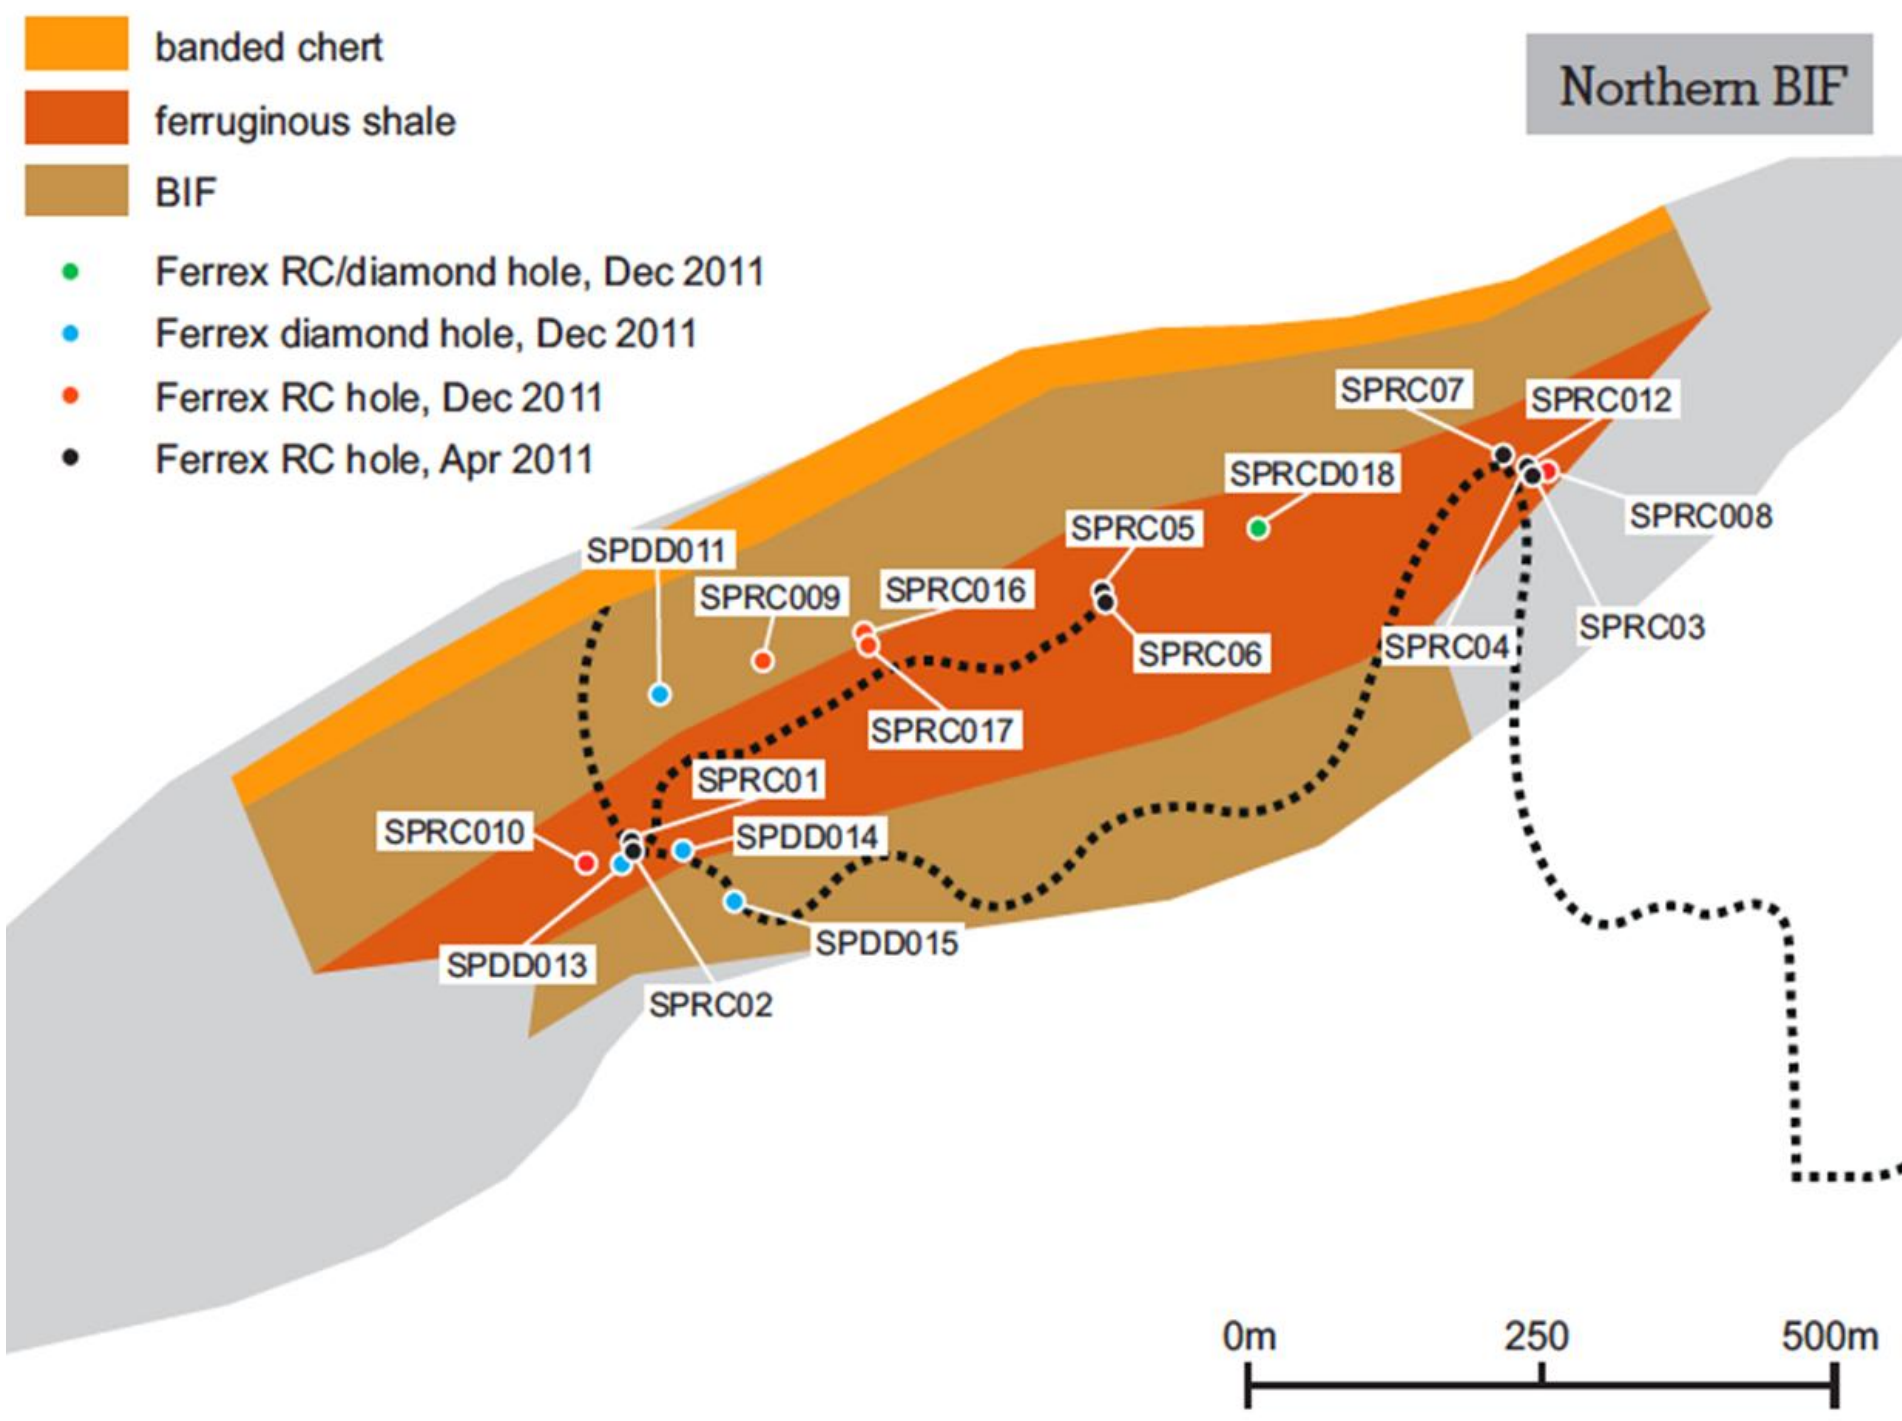 banded chert
ferruginous shale
BIF
Ferrex RC/diamond hole, Dec 2011
Ferrex diamond hole, Dec 2011
Ferrex RC hole, Dec 2011
Ferrex RC hole, Apr 2011
Northern BIF
SPRC07
SPRC012
SPRCD018
SPRC008
SPRC05
SPDD011
SPRC009
SPRC016
SPRC03
SPRC04
SPRC06
SPRC017
SPRC01
SPRC010
SPDD014
SPDD015
SPDD013
SPRC02
0m
250
500m